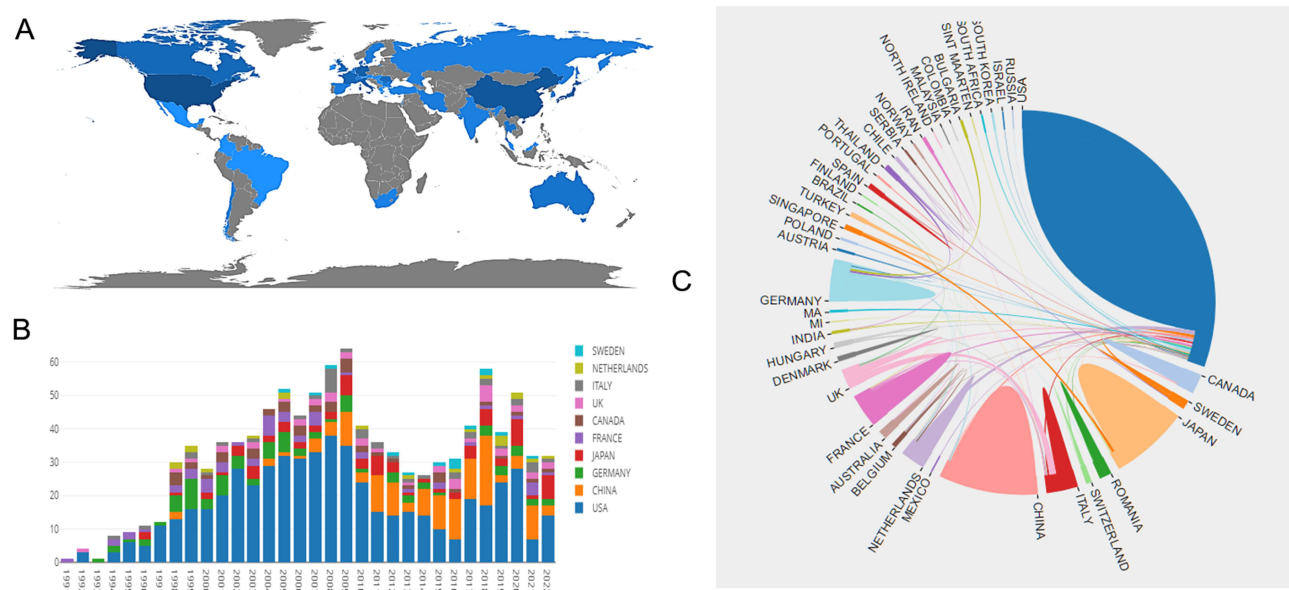 A
B
60
50
40
30
20
10
0
SWEDEN
NETHERLANDS
ITALY
UK
CANADA
FRANCE
JAPAN
GERMANY
CHINA
USA
C
USA
RUSSIA
ISRAEL
SOUTH KOREA
SOUTH AFRICA
SINT MAARTEN
BULGARIA
COLOMBIA
MALAYSIA
NORTH IRELAND
IRAN
NORWAY
SERBIA
CHILE
THAILAND
PORTUGAL
SPAIN
FINLAND
BRAZIL
TURKEY
SINGAPORE
POLAND
AUSTRIA
GERMANY
MA
MI
INDIA
HUNGARY
DENMARK
UK
FRANCE
AUSTRALIA
BELGIUM
NETHERLANDS
MEXICO
CHINA
ITALY
SWITZERLAND
ROMANIA
JAPAN
SWEDEN
CANADA